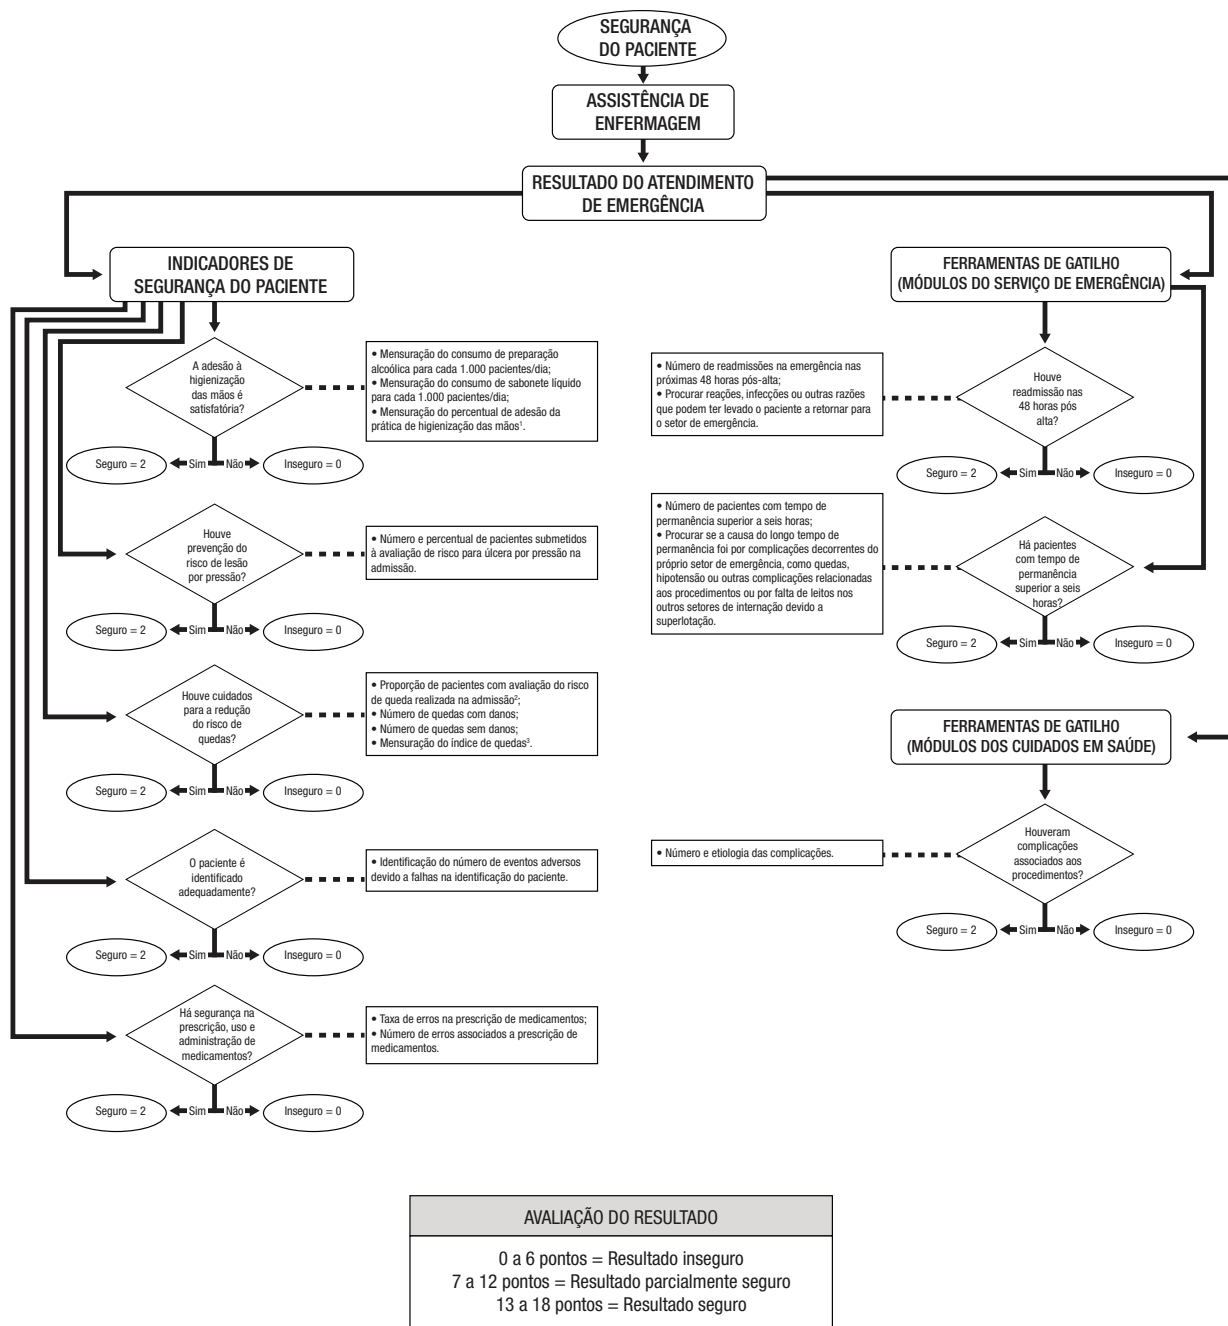 SEGURANÇA
DO PACIENTE
ASSISTÊNCIA DE
ENFERMAGEM
RESULTADO DO ATENDIMENTO
DE EMERGÊNCIA
INDICADORES DE
SEGURANÇA DO PACIENTE
A adesão à
higienização
das mãos é
satisfatória?
• Mensuração do consumo de preparação
alcoólica para cada 1.000 pacientes/dia;
• Mensuração do consumo de sabonete líquido
para cada 1.000 pacientes/dia;
• Mensuração do percentual de adesão da
prática de higienização das mãos¹.
Seguro = 2
Sim
Não
Inseguro = 0
Houve
prevenção do
risco de lesão
por pressão?
• Número e percentual de pacientes submetidos
à avaliação de risco para úlcera por pressão na
admissão.
Seguro = 2
Sim
Não
Inseguro = 0
Houve cuidados
para a redução
do risco de
quedas?
• Proporção de pacientes com avaliação do risco
de queda realizada na admissão²;
• Número de quedas com danos;
• Número de quedas sem danos;
• Mensuração do índice de quedas³.
Seguro = 2
Sim
Não
Inseguro = 0
O paciente é
identificado
adequadamente?
• Identificação do número de eventos adversos
devido a falhas na identificação do paciente.
Seguro = 2
Sim
Não
Inseguro = 0
Há segurança na
prescrição, uso e
administração de
medicamentos?
• Taxa de erros na prescrição de medicamentos;
• Número de erros associados a prescrição de
medicamentos.
Seguro = 2
Sim
Não
Inseguro = 0
FERRAMENTAS DE GATILHO
(MÓDULOS DO SERVIÇO DE EMERGÊNCIA)
• Número de readmissões na emergência nas
próximas 48 horas pós-alta;
• Procurar reações, infecções ou outras razões
que podem ter levado o paciente a retornar para
o setor de emergência.
Houve
readmissão nas
48 horas pós
alta?
Seguro = 2
Sim
Não
Inseguro = 0
• Número de pacientes com tempo de
permanência superior a seis horas;
• Procurar se a causa do longo tempo de
permanência foi por complicações decorrentes do
próprio setor de emergência, como quedas,
hipotensão ou outras complicações relacionadas
aos procedimentos ou por falta de leitos nos
outros setores de internação devido a
superlotação.
Há pacientes
com tempo de
permanência
superior a seis
horas?
Seguro = 2
Sim
Não
Inseguro = 0
FERRAMENTAS DE GATILHO
(MÓDULOS DOS CUIDADOS EM SAÚDE)
• Número e etiologia das complicações.
Houveram
complicações
associados aos
procedimentos?
Seguro = 2
Sim
Não
Inseguro = 0
AVALIAÇÃO DO RESULTADO
0 a 6 pontos = Resultado inseguro
7 a 12 pontos = Resultado parcialmente seguro
13 a 18 pontos = Resultado seguro